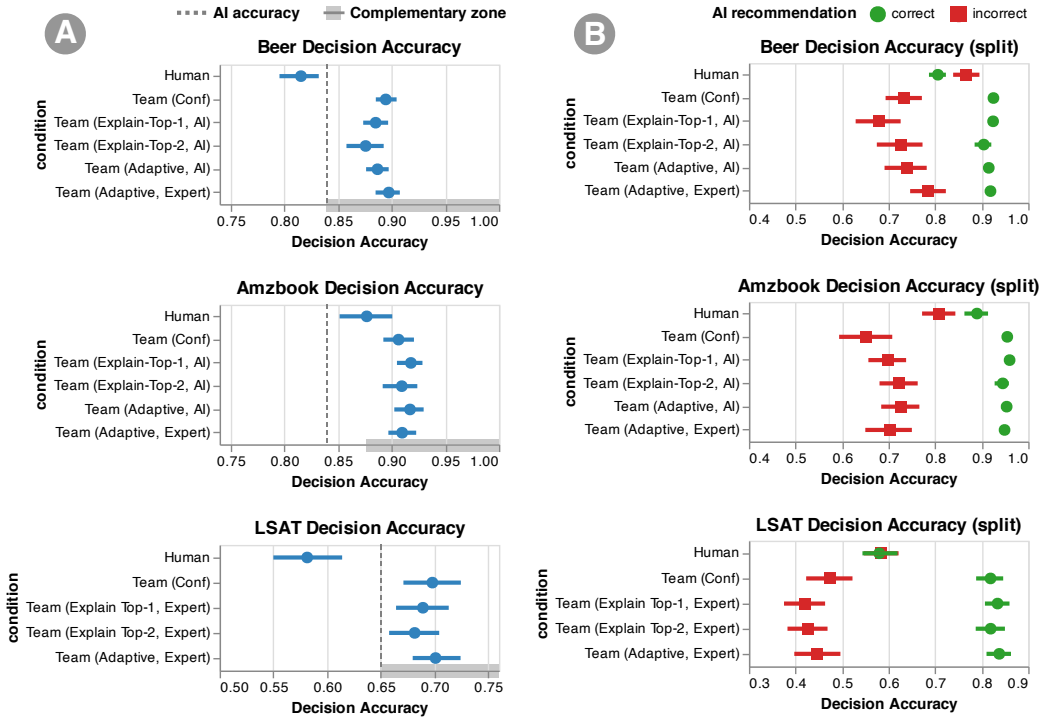 A
AI accuracy
Complementary zone
Beer Decision Accuracy
condition
Human
Team (Conf)
Team (Explain-Top-1, AI)
Team (Explain-Top-2, AI)
Team (Adaptive, AI)
Team (Adaptive, Expert)
0.75 0.80 0.85 0.90 0.95 1.00
Decision Accuracy
Amzbook Decision Accuracy
condition
Human
Team (Conf)
Team (Explain-Top-1, AI)
Team (Explain-Top-2, AI)
Team (Adaptive, AI)
Team (Adaptive, Expert)
0.75 0.80 0.85 0.90 0.95 1.00
Decision Accuracy
LSAT Decision Accuracy
condition
Human
Team (Conf)
Team (Explain Top-1, Expert)
Team (Explain Top-2, Expert)
Team (Adaptive, Expert)
0.50 0.55 0.60 0.65 0.70 0.75
Decision Accuracy
B
AI recommendation
correct
incorrect
Beer Decision Accuracy (split)
condition
Human
Team (Conf)
Team (Explain-Top-1, AI)
Team (Explain-Top-2, AI)
Team (Adaptive, AI)
Team (Adaptive, Expert)
0.4 0.5 0.6 0.7 0.8 0.9 1.0
Decision Accuracy
Amzbook Decision Accuracy (split)
condition
Human
Team (Conf)
Team (Explain-Top-1, AI)
Team (Explain-Top-2, AI)
Team (Adaptive, AI)
Team (Adaptive, Expert)
0.4 0.5 0.6 0.7 0.8 0.9 1.0
Decision Accuracy
LSAT Decision Accuracy (split)
condition
Human
Team (Conf)
Team (Explain Top-1, Expert)
Team (Explain Top-2, Expert)
Team (Adaptive, Expert)
0.3 0.4 0.5 0.6 0.7 0.8 0.9
Decision Accuracy